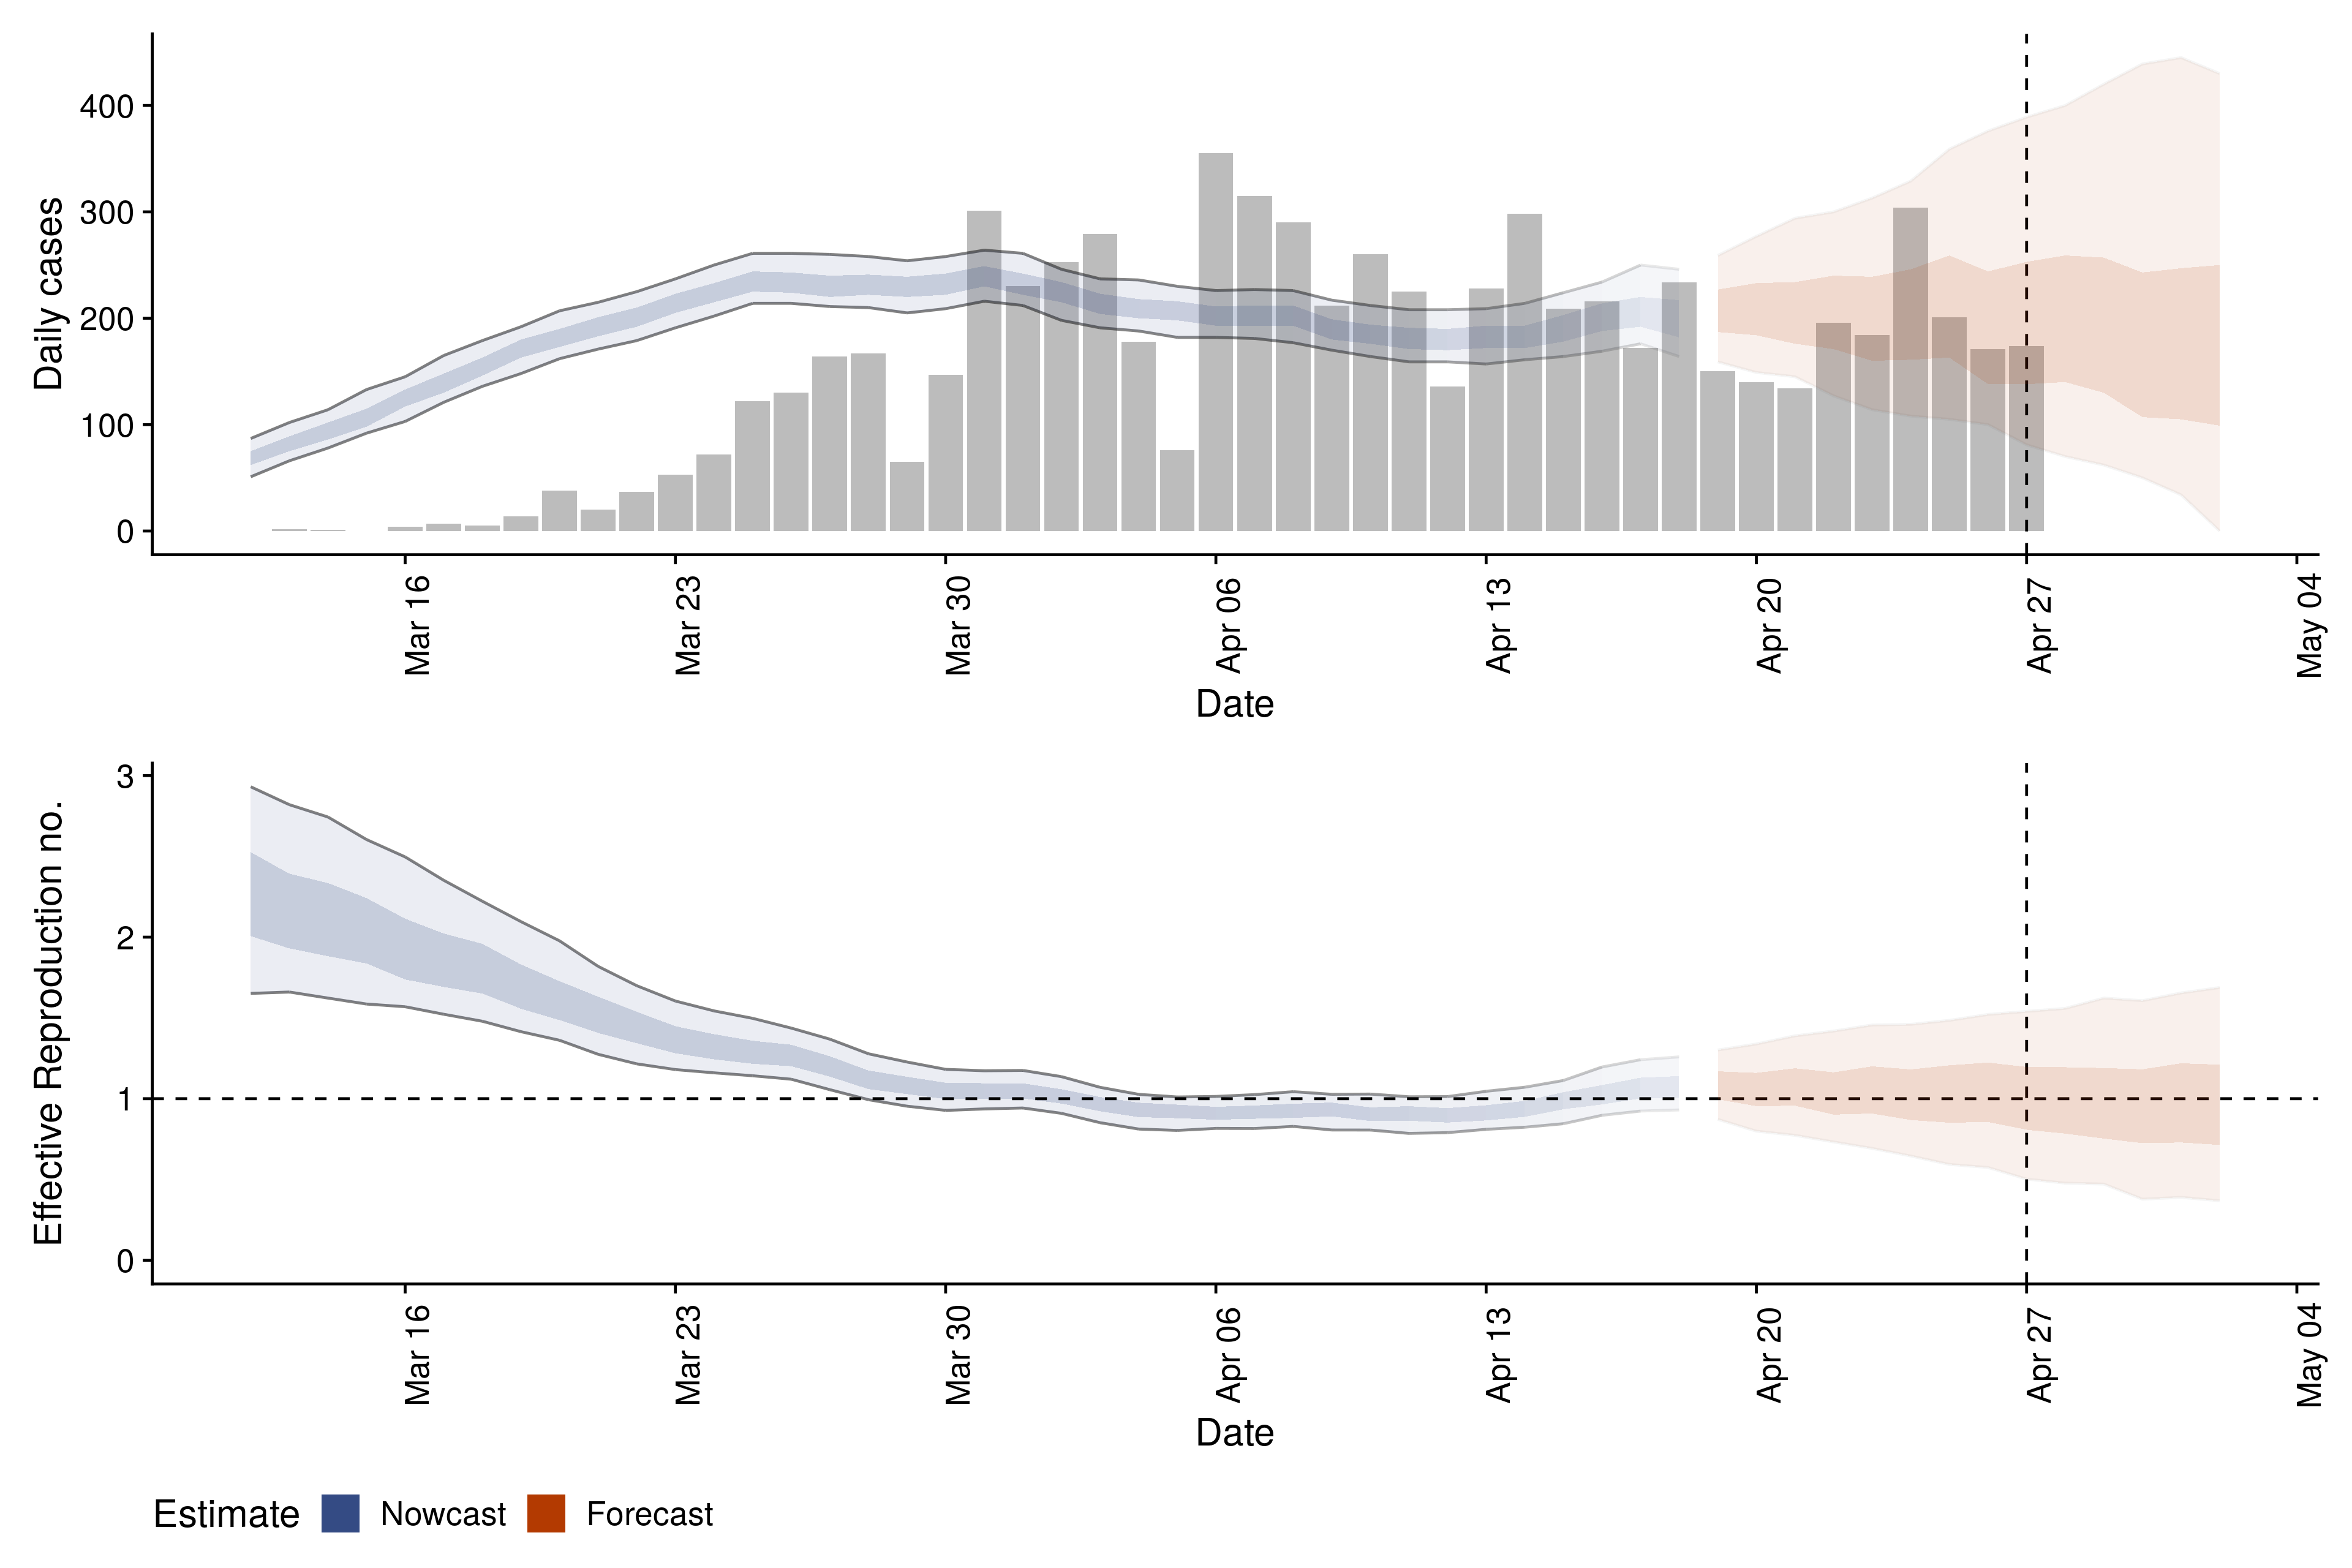 Daily cases
400
300
200
100
0
Mar 16
Mar 23
Mar 30
Apr 06
Apr 13
Apr 20
Apr 27
May 04
Date
Effective Reproduction no.
3
2
1
0
Mar 16
Mar 23
Mar 30
Apr 06
Apr 13
Apr 20
Apr 27
May 04
Date
Estimate Nowcast Forecast